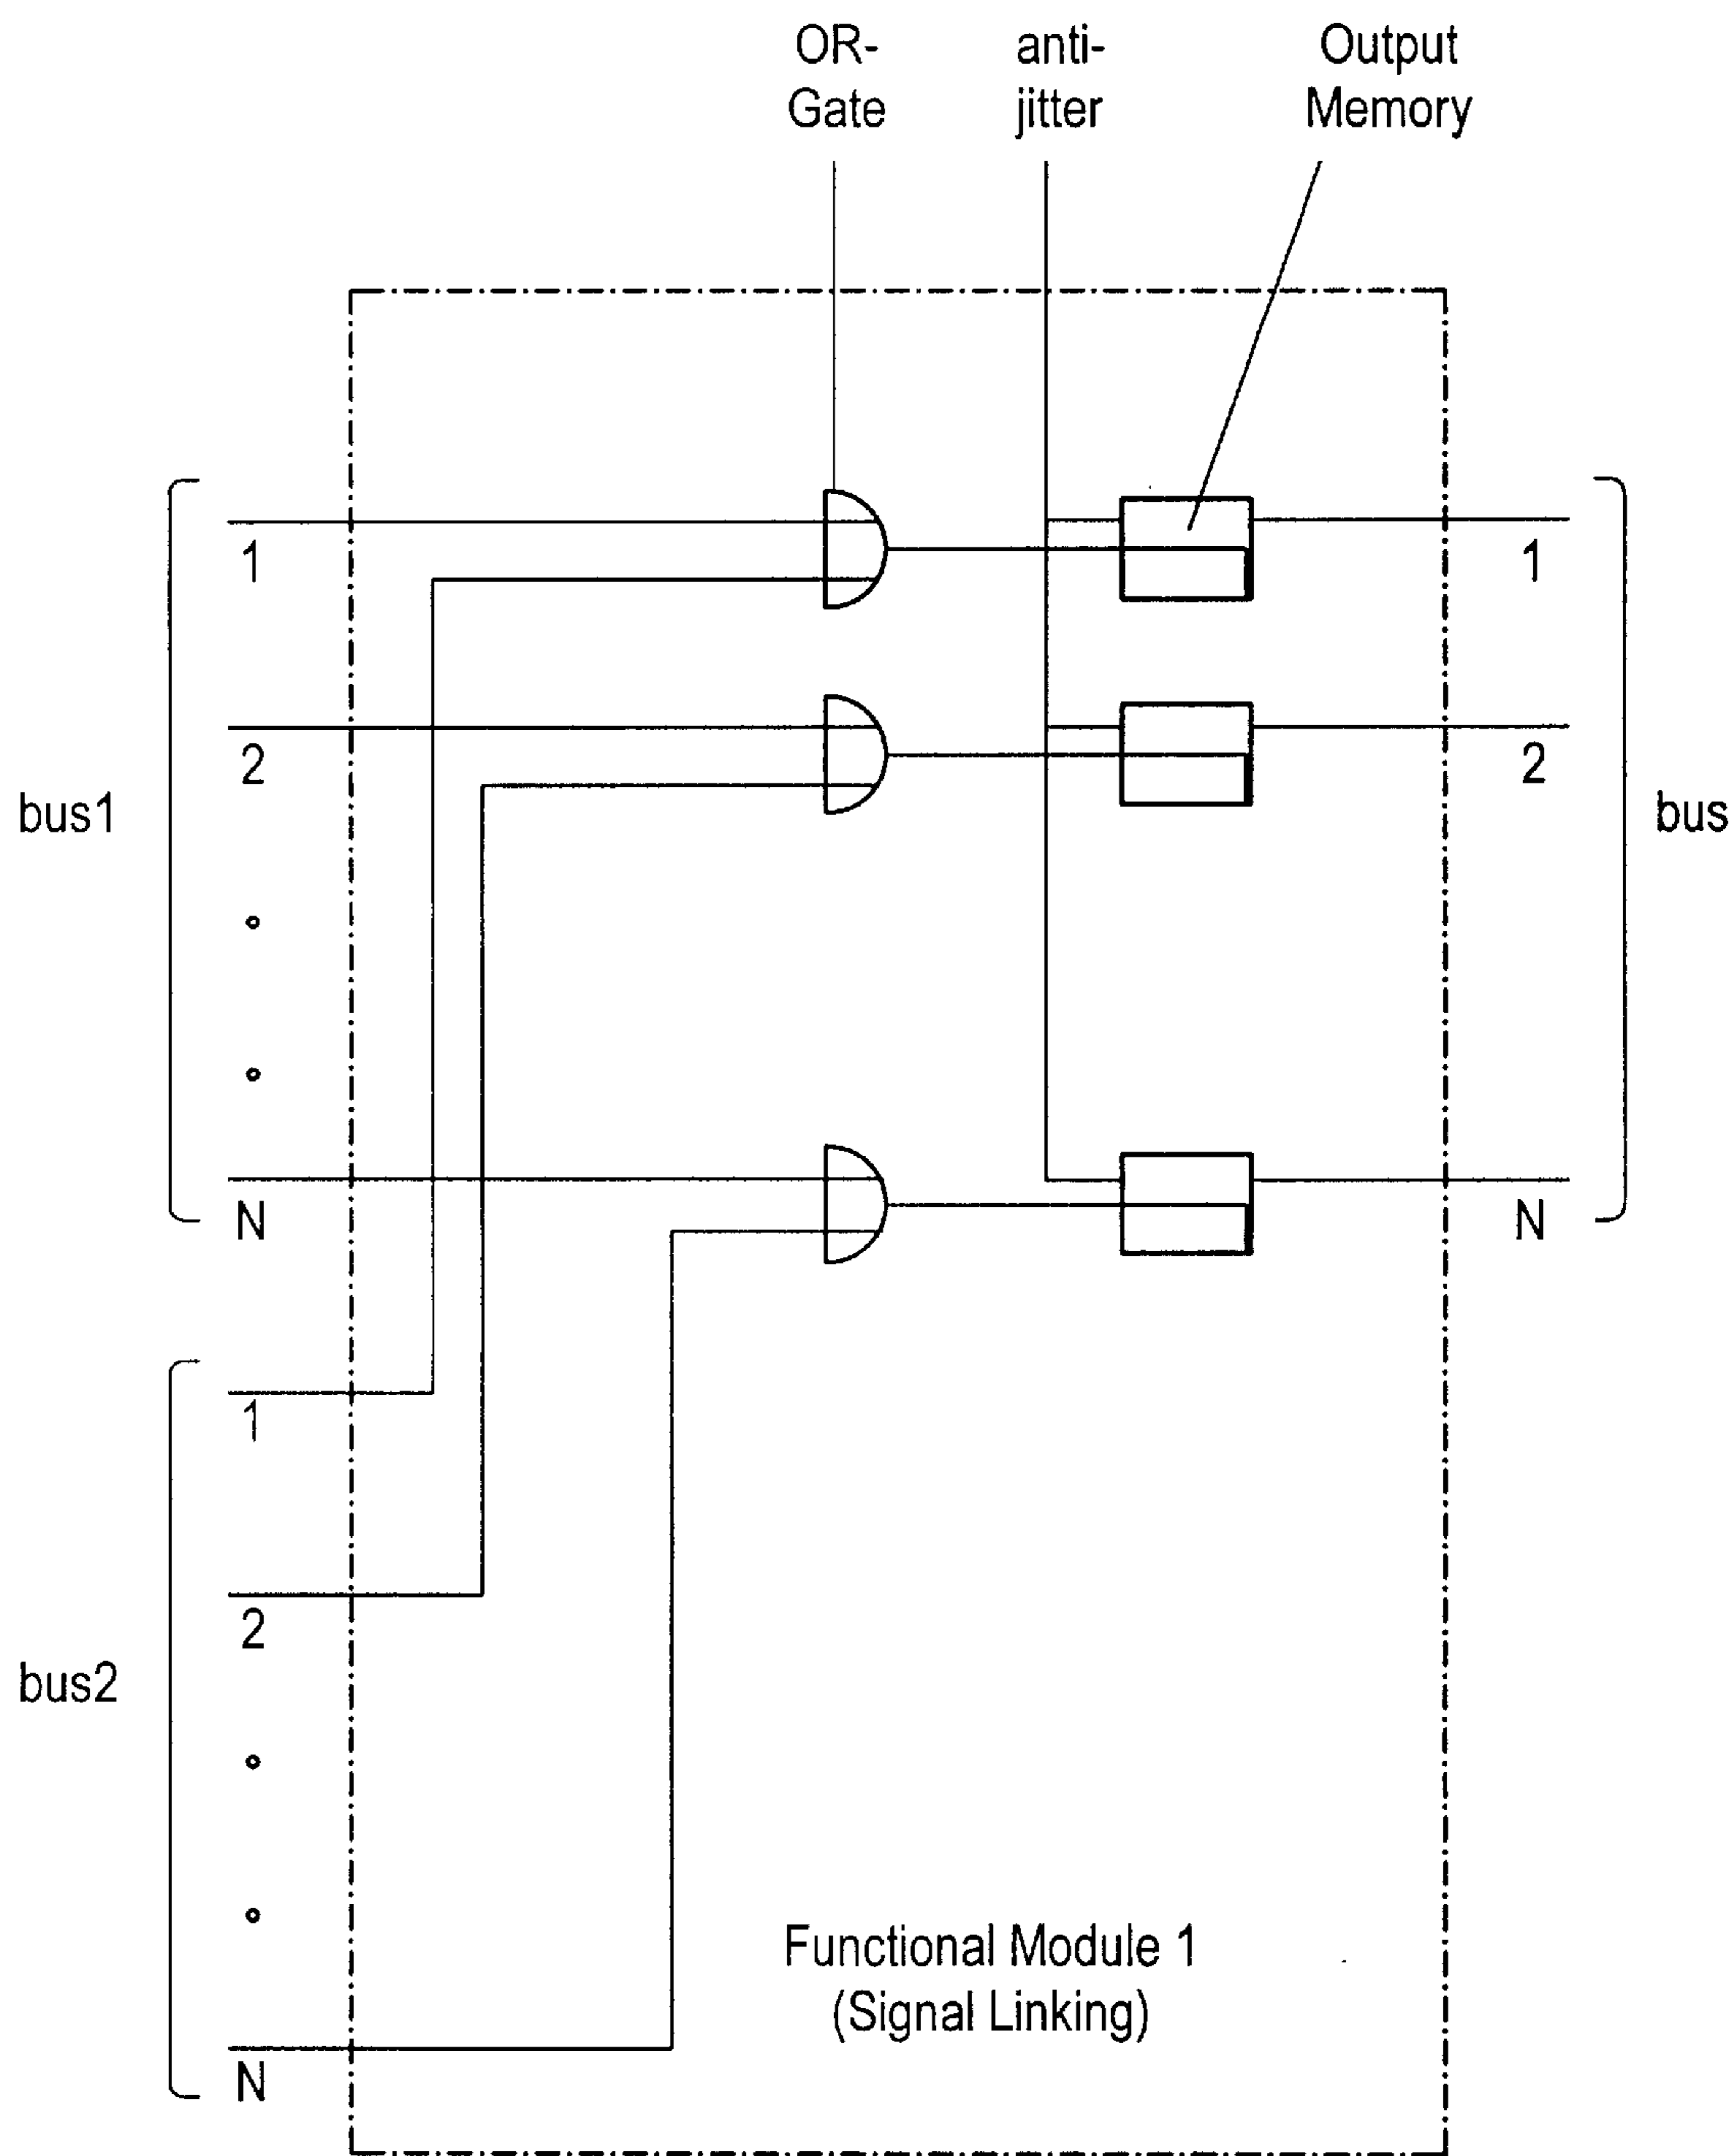 OR-
Gate
anti-
jitter
Output
Memory
1
2
N
bus1
1
2
N
bus
1
2
N
bus2
Functional Module 1
(Signal Linking)